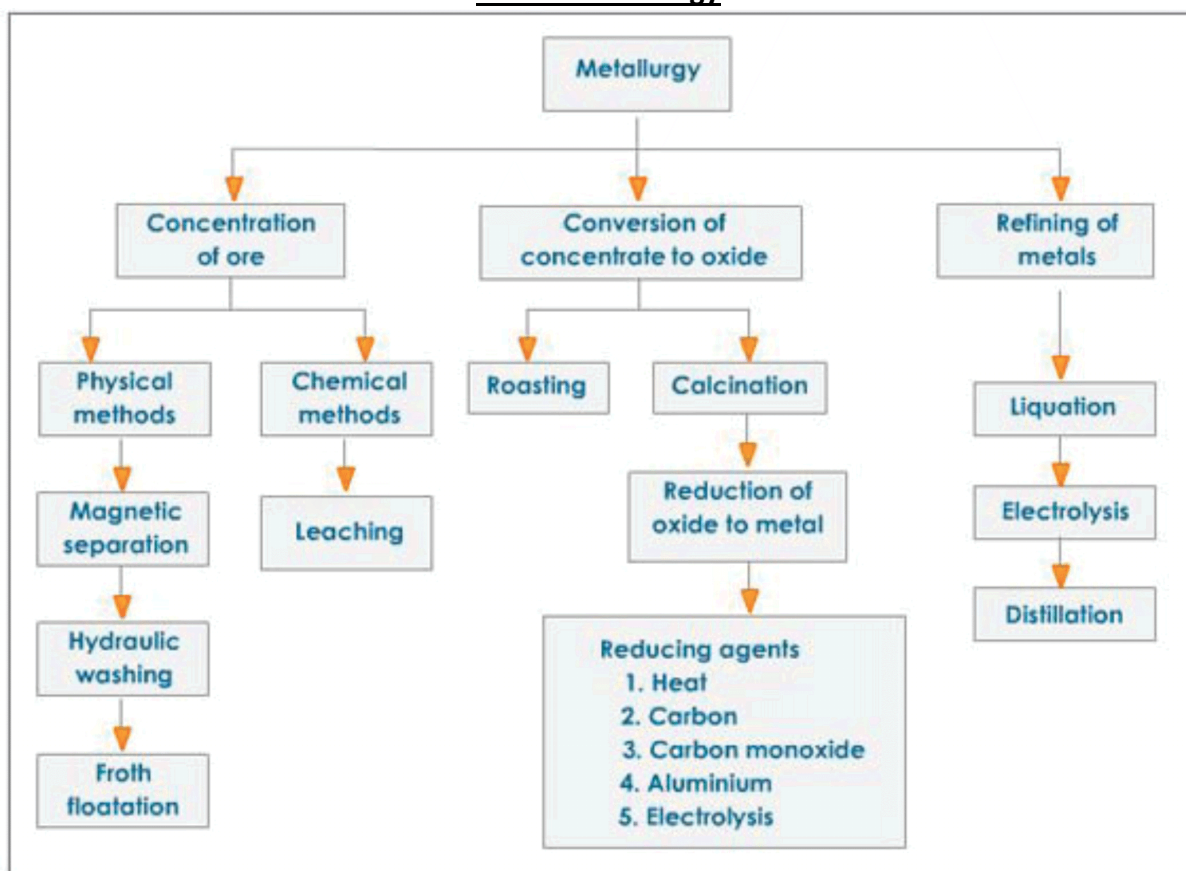 Metallurgy
Concentration
of ore
Conversion of
concentrate to oxide
Refining of
metals
Physical
methods
Chemical
methods
Roasting
Calcination
Liquation
Magnetic
separation
Leaching
Reduction of
oxide to metal
Electrolysis
Hydraulic
washing
Distillation
Froth
floatation
Reducing agents
1. Heat
2. Carbon
3. Carbon monoxide
4. Aluminium
5. Electrolysis